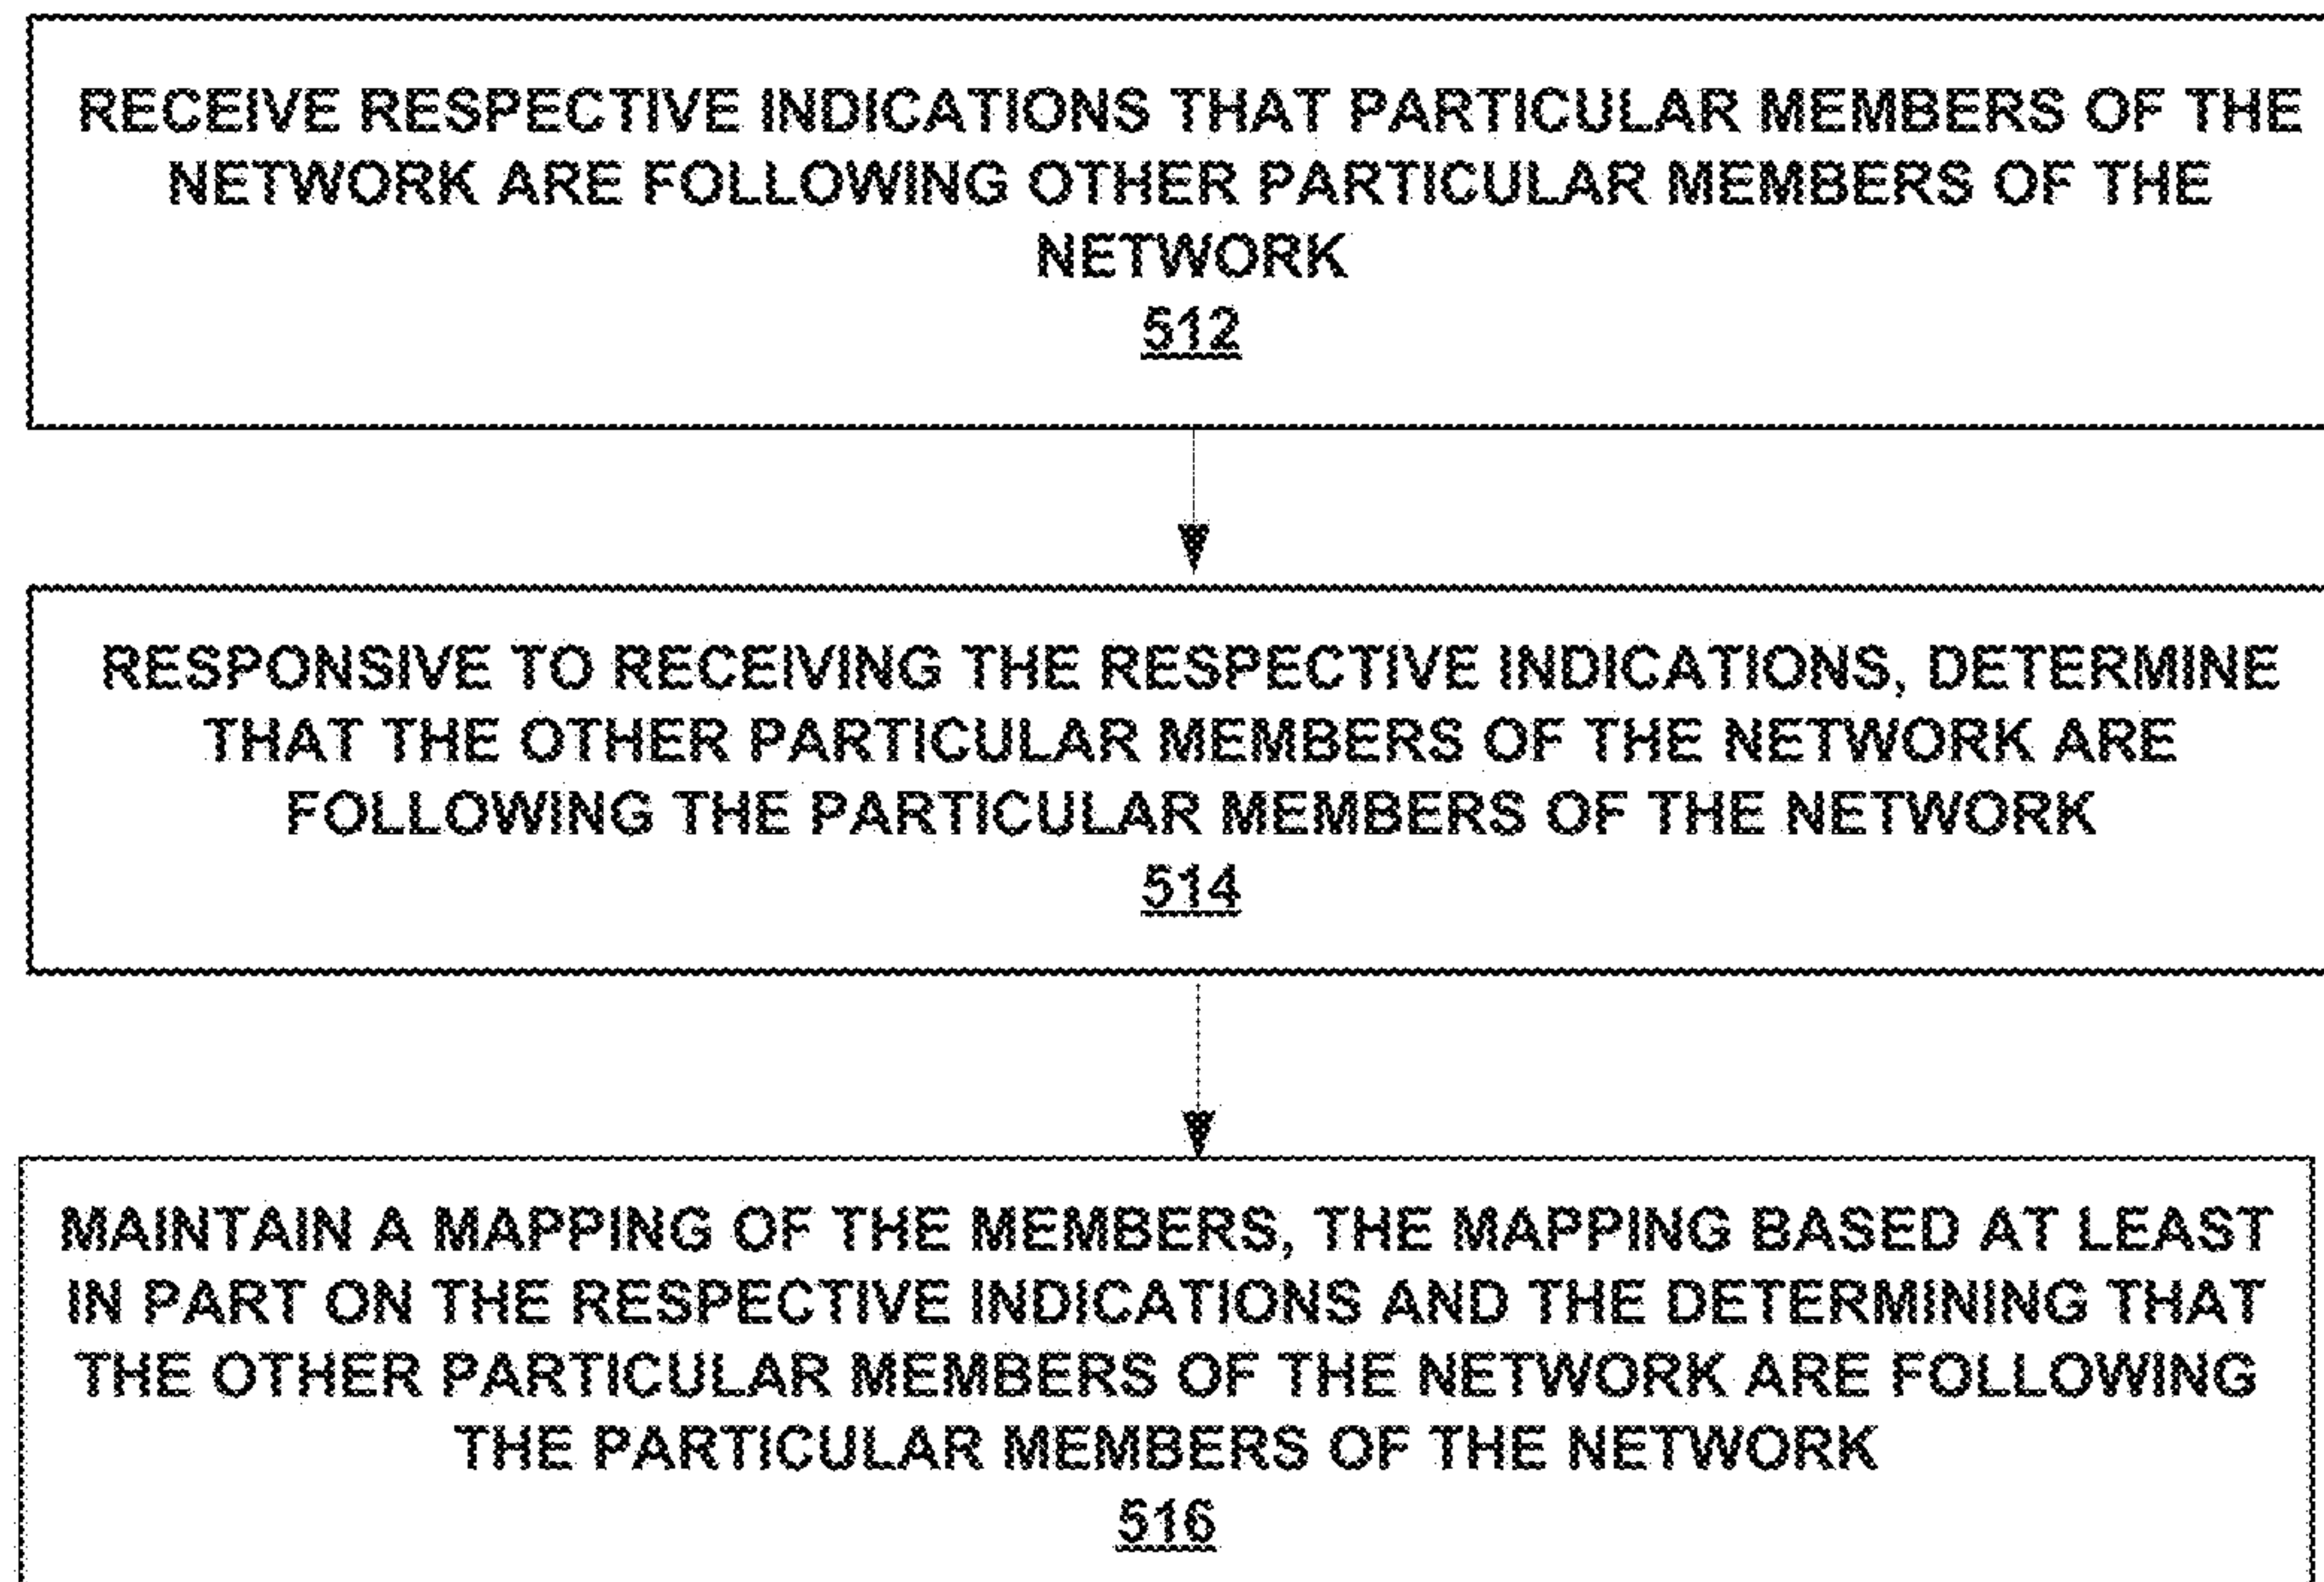 RECEIVE RESPECTIVE INDICATIONS THAT PARTICULAR MEMBERS OF THE
NETWORK ARE FOLLOWING OTHER PARTICULAR MEMBERS OF THE
NETWORK
512
RESPONSIVE TO RECEIVING THE RESPECTIVE INDICATIONS, DETERMINE
THAT THE OTHER PARTICULAR MEMBERS OF THE NETWORK ARE
FOLLOWING THE PARTICULAR MEMBERS OF THE NETWORK
514
MAINTAIN A MAPPING OF THE MEMBERS, THE MAPPING BASED AT LEAST
IN PART ON THE RESPECTIVE INDICATIONS AND THE DETERMINING THAT
THE OTHER PARTICULAR MEMBERS OF THE NETWORK ARE FOLLOWING
THE PARTICULAR MEMBERS OF THE NETWORK
516